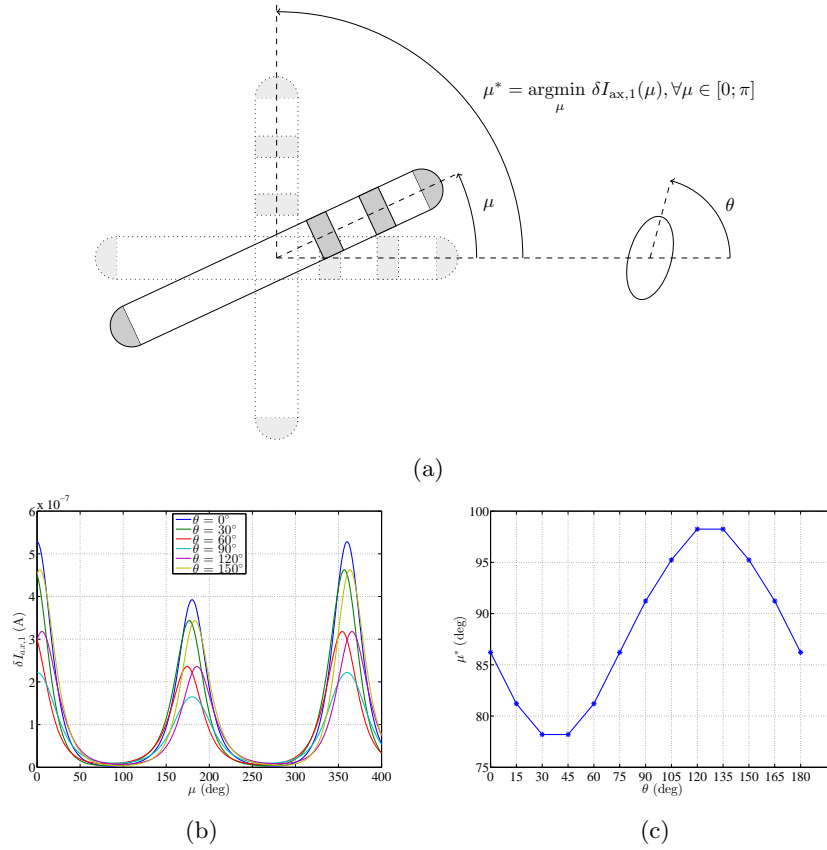 μ* = argmin δI_ax,1(μ), ∀μ ∈ [0; π]
μ
μ
θ
(a)
x 10^-7
6
5
4
3
2
1
0
δI_ax,1 (A)
0 50 100 150 200 250 300 350 400
μ (deg)
θ = 0°
θ = 30°
θ = 60°
θ = 90°
θ = 120°
θ = 150°
(b)
100
95
90
85
80
75
μ* (deg)
0 15 30 45 60 75 90 105 120 135 150 165 180
θ (deg)
(c)